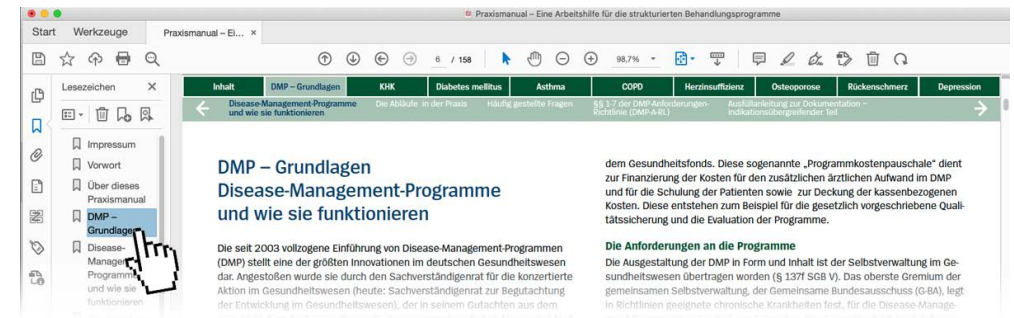 Praxismanual – Eine Arbeitshilfe für die strukturierten Behandlungsprogramme
Start Werkzeuge Praxismanual – Ei... ×
6 / 158 98,7%
Lesezeichen ×
Inhalt DMP – Grundlagen KHK Diabetes mellitus Asthma COPD Herzinsuffizienz Osteoporose Rückenschmerz Depression
Disease-Management-Programme
und wie sie funktionieren
Die Abläufe in der Praxis
Häufig gestellte Fragen
§§ 1-7 der DMP-Anforderungen-
Richtlinie (DMP-A-RL)
Ausfüllanleitung zur Dokumentation –
indikationsübergreifender Teil
Impressum
Vorwort
Über dieses
Praxismanual
DMP –
Grundlagen
Disease-
Manage
Programm
und wie sie
funktionieren
DMP – Grundlagen
Disease-Management-Programme
und wie sie funktionieren
Die seit 2003 vollzogene Einführung von Disease-Management-Programmen
(DMP) stellt eine der größten Innovationen im deutschen Gesundheitswesen
dar. Angestoßen wurde sie durch den Sachverständigenrat für die konzertierte
Aktion im Gesundheitswesen (heute: Sachverständigenrat zur Begutachtung
der Entwicklung im Gesundheitswesen), der in seinem Gutachten aus dem
dem Gesundheitsfonds. Diese sogenannte „Programmkostenpauschale“ dient
zur Finanzierung der Kosten für den zusätzlichen ärztlichen Aufwand im DMP
und für die Schulung der Patienten sowie zur Deckung der kassenbezogenen
Kosten. Diese entstehen zum Beispiel für die gesetzlich vorgeschriebene Quali-
tätssicherung und die Evaluation der Programme.
Die Anforderungen an die Programme
Die Ausgestaltung der DMP in Form und Inhalt ist der Selbstverwaltung im Ge-
sundheitswesen übertragen worden (§ 137f SGB V). Das oberste Gremium der
gemeinsamen Selbstverwaltung, der Gemeinsame Bundesausschuss (G-BA), legt
in Richtlinien geeignete chronische Krankheiten fest, für die Disease-Manage-